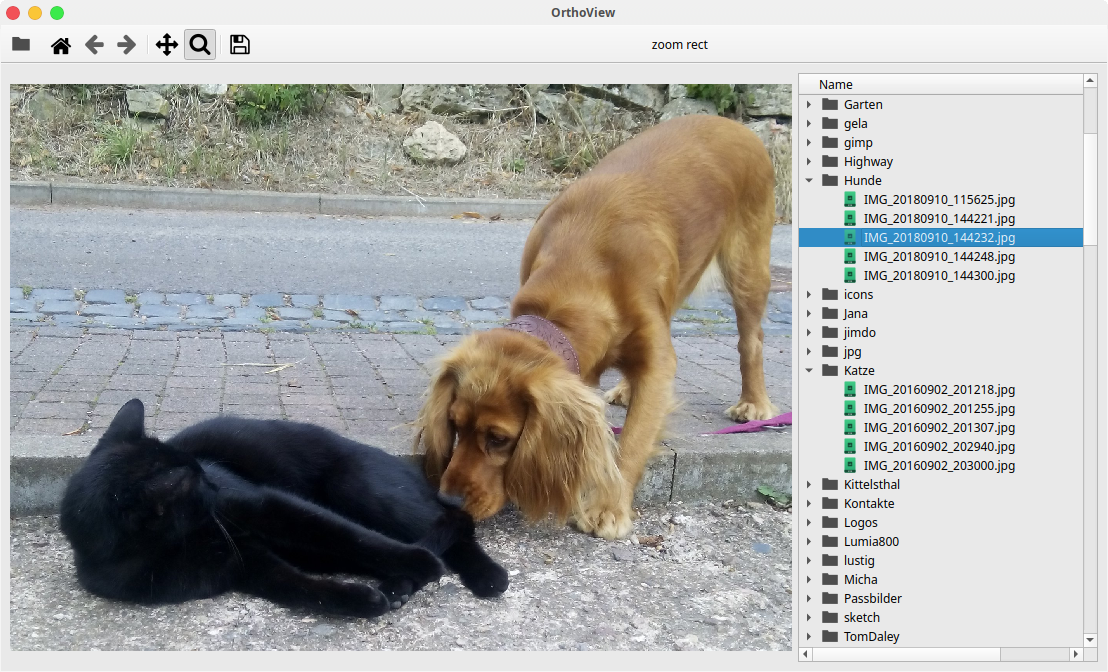 OrthoView
zoom rect
Name
Garten
gela
gimp
Highway
Hunde
IMG_20180910_115625.jpg
IMG_20180910_144221.jpg
IMG_20180910_144232.jpg
IMG_20180910_144248.jpg
IMG_20180910_144300.jpg
icons
Jana
jimdo
jpg
Katze
IMG_20160902_201218.jpg
IMG_20160902_201255.jpg
IMG_20160902_201307.jpg
IMG_20160902_202940.jpg
IMG_20160902_203000.jpg
Kittelsthal
Kontakte
Logos
Lumia800
lustig
Micha
Passbilder
sketch
TomDaley